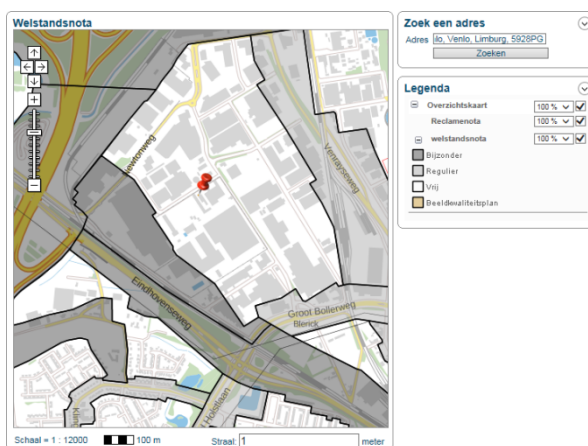 Welstandsnota
Newtonweg
Venrayseweg
Eindhovenseweg
Groot Bollerweg
Blerick
Schaal = 1 : 12000
100 m
Straal:
1
meter
Zoek een adres
Adres
ilo, Venlo, Limburg, 5928PG
Zoeken
Legenda
Overzichtskaart
100 %
Reclamenota
100 %
welstandsnota
100 %
Bijzonder
Regulier
Vrij
Beeldkwaliteitsplan